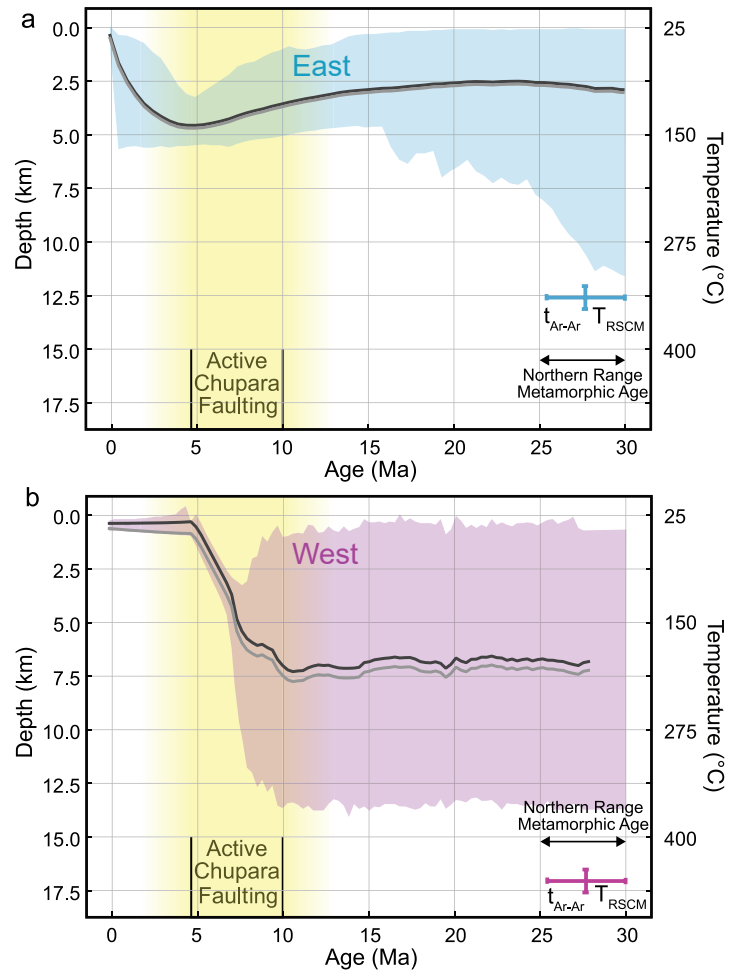 a
East
0.0
2.5
5.0
7.5
10.0
12.5
15.0
17.5
Depth (km)
25
150
275
400
Temperature (°C)
t_Ar-Ar T_RSCM
Northern Range
Metamorphic Age
Active
Chupara
Faulting
0 5 10 15 20 25 30
Age (Ma)
b
West
0.0
2.5
5.0
7.5
10.0
12.5
15.0
17.5
Depth (km)
25
150
275
400
Temperature (°C)
Northern Range
Metamorphic Age
t_Ar-Ar T_RSCM
Active
Chupara
Faulting
0 5 10 15 20 25 30
Age (Ma)